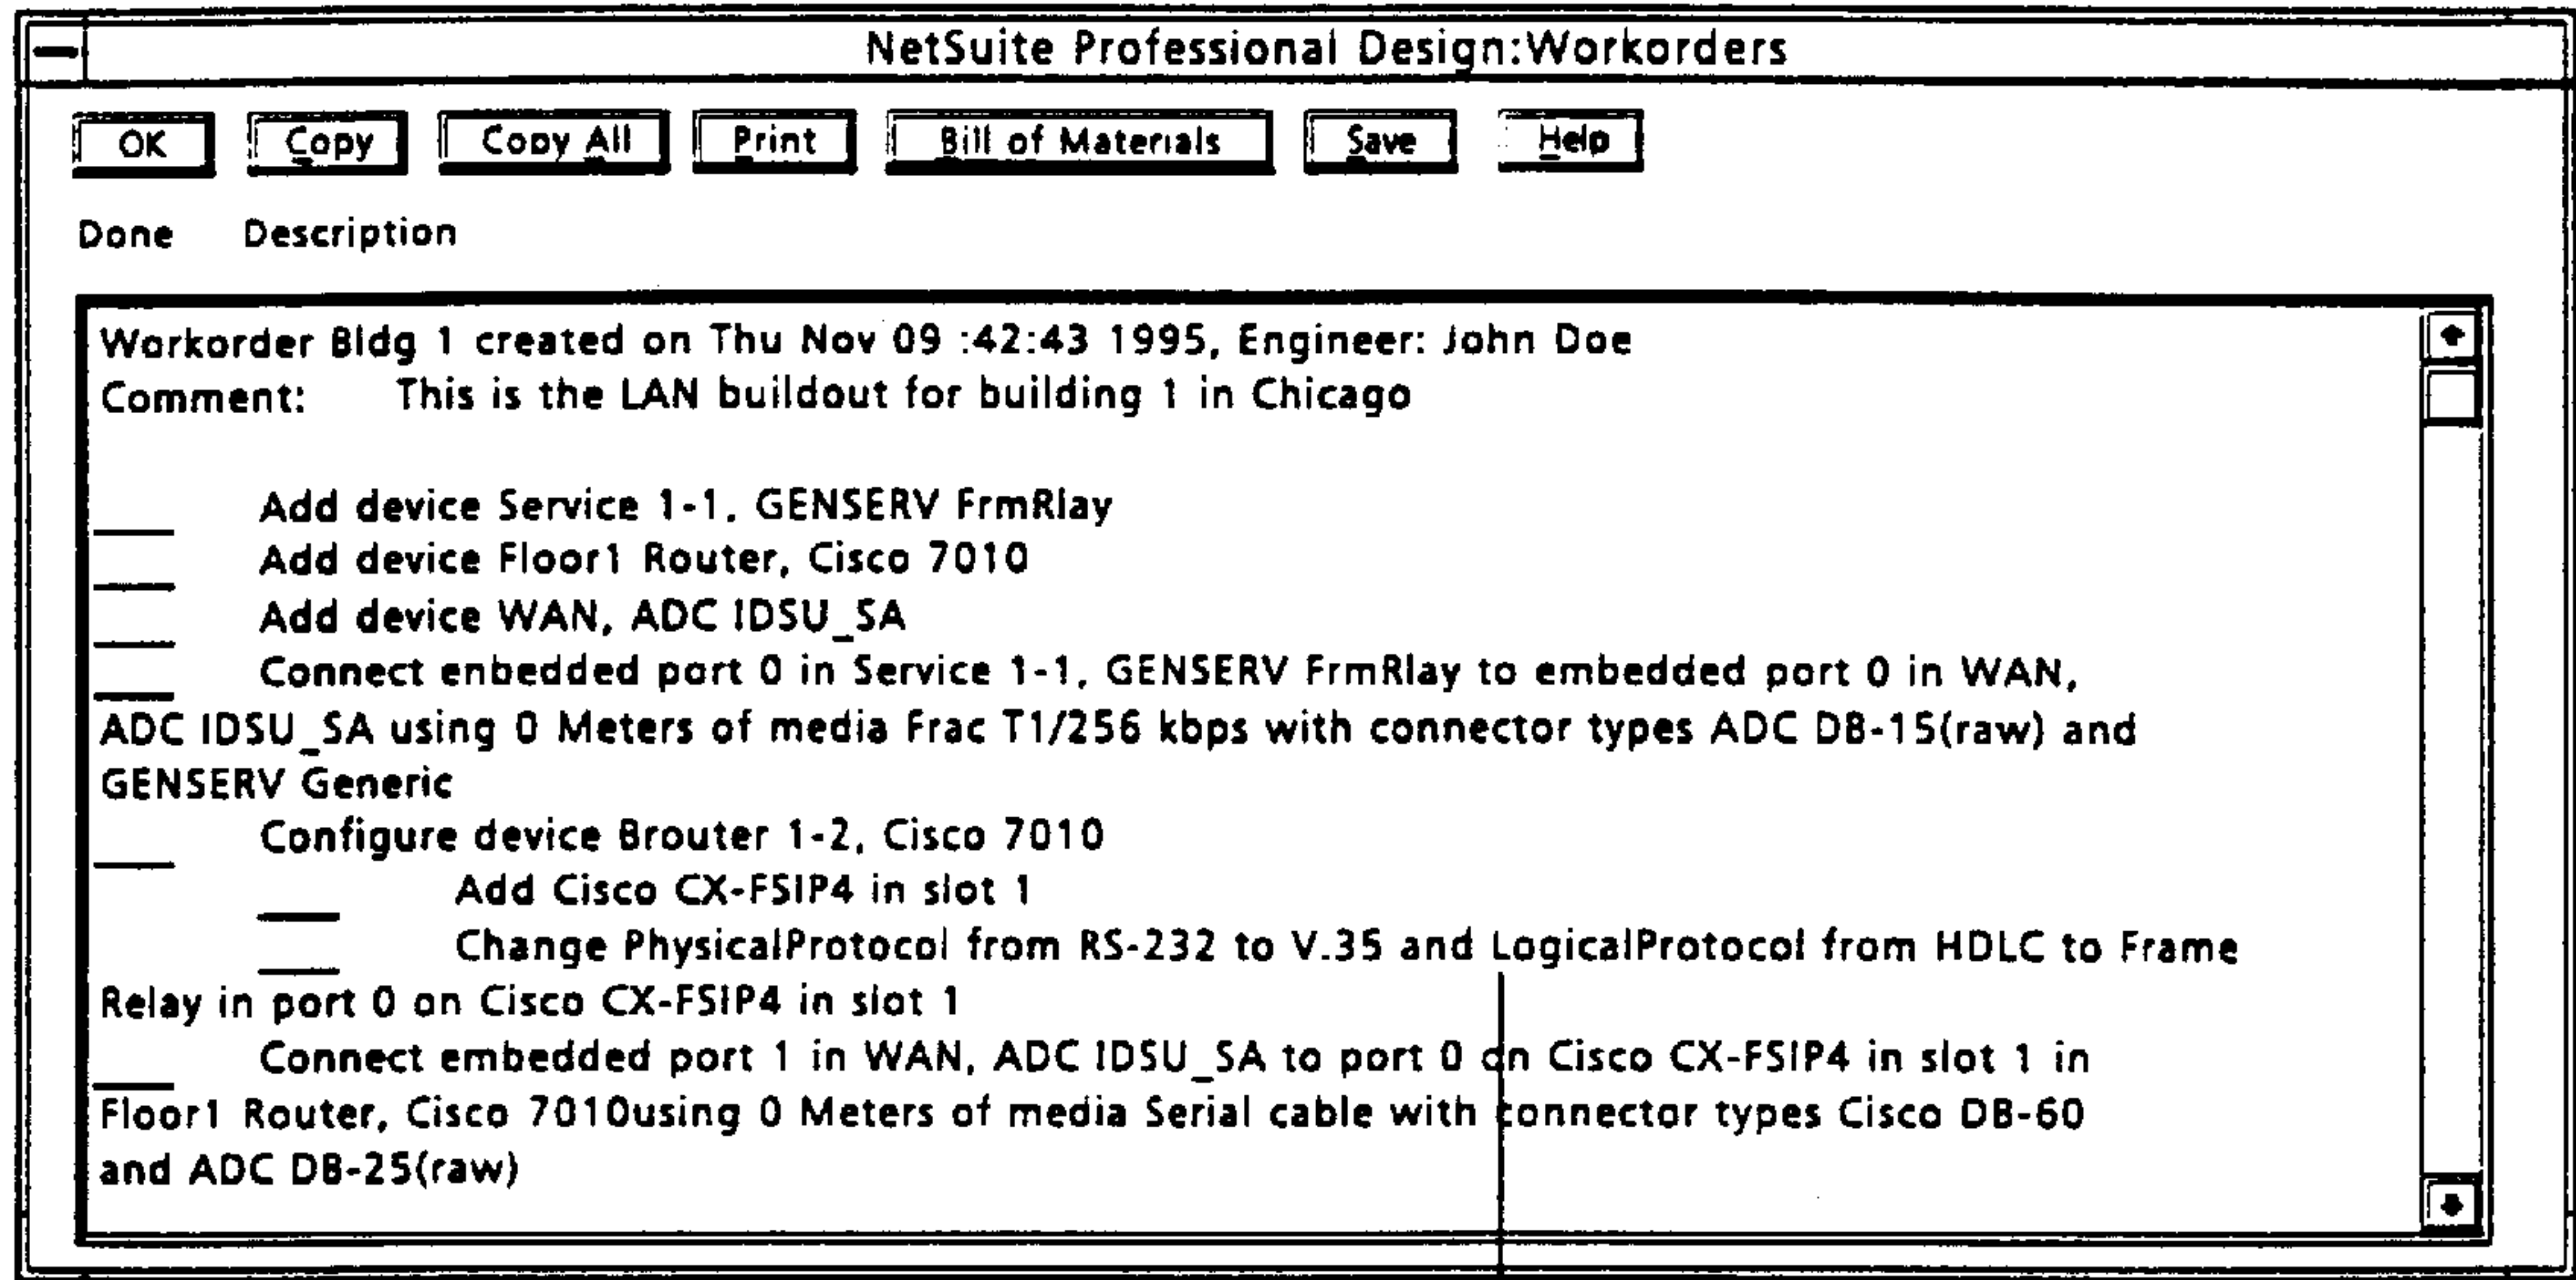 NetSuite Professional Design:Workorders
OK Copy Copy All Print Bill of Materials Save Help
Done Description
Workorder Bldg 1 created on Thu Nov 09 :42:43 1995, Engineer: John Doe
Comment: This is the LAN buildout for building 1 in Chicago
___ Add device Service 1-1, GENSERV FrmRlay
___ Add device Floor1 Router, Cisco 7010
___ Add device WAN, ADC IDSU_SA
___ Connect enbedded port 0 in Service 1-1, GENSERV FrmRlay to embedded port 0 in WAN,
ADC IDSU_SA using 0 Meters of media Frac T1/256 kbps with connector types ADC DB-15(raw) and
GENSERV Generic
___ Configure device Brouter 1-2, Cisco 7010
___ Add Cisco CX-FSIP4 in slot 1
___ Change PhysicalProtocol from RS-232 to V.35 and LogicalProtocol from HDLC to Frame
Relay in port 0 on Cisco CX-FSIP4 in slot 1
___ Connect embedded port 1 in WAN, ADC IDSU_SA to port 0 on Cisco CX-FSIP4 in slot 1 in
Floor1 Router, Cisco 7010using 0 Meters of media Serial cable with connector types Cisco DB-60
and ADC DB-25(raw)